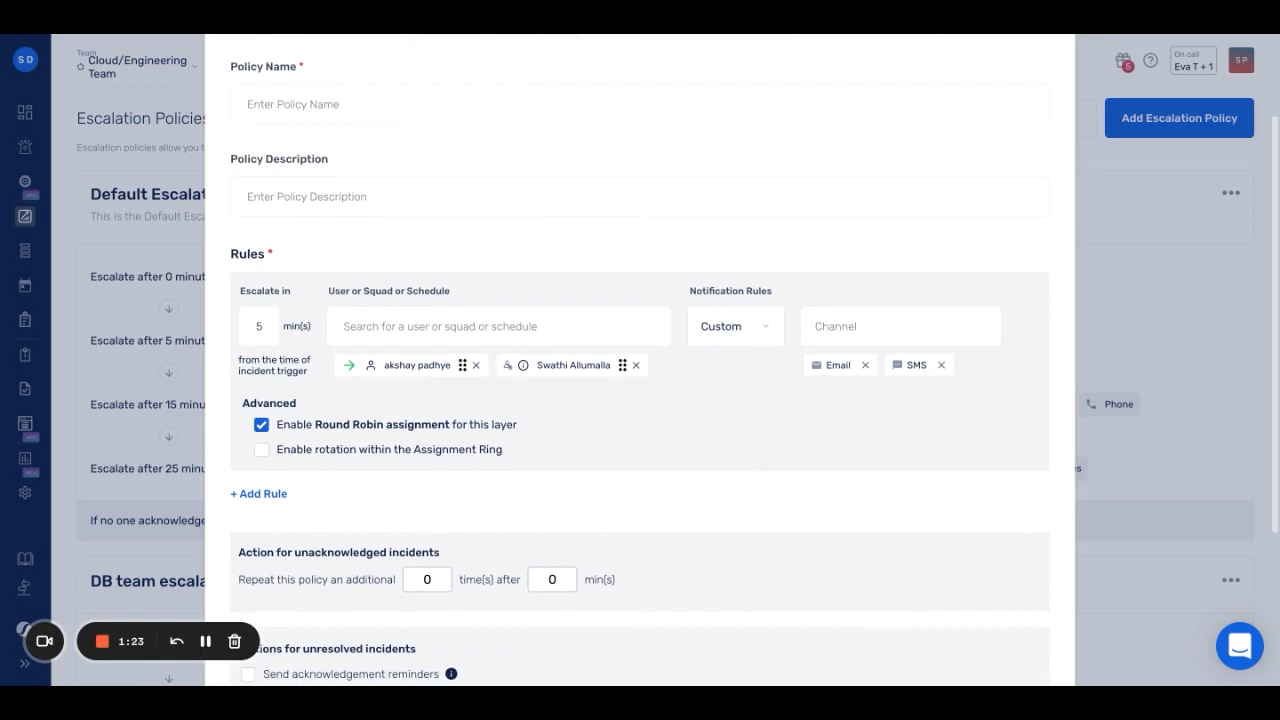 SD
Team
Cloud/Engineering
Team
5
On call
Eva T + 1
SP
Escalation Policies
Add Escalation Policy
Escalation policies allow you t
Default Escalat
This is the Default Esca
Escalate after 0 minut
Escalate after 5 minut
Escalate after 15 minu
Escalate after 25 minu
If no one acknowledge
DB team escala
Phone
NEW
NEW
NEW
Policy Name *
Enter Policy Name
Policy Description
Enter Policy Description
Rules *
Escalate in
User or Squad or Schedule
Notification Rules
5 min(s)
Search for a user or squad or schedule
Custom
Channel
from the time of
incident trigger
akshay padhye
Swathi Allumalla
Email
SMS
Advanced
Enable Round Robin assignment for this layer
Enable rotation within the Assignment Ring
+ Add Rule
Action for unacknowledged incidents
Repeat this policy an additional 0 time(s) after 0 min(s)
1:23
tions for unresolved incidents
Send acknowledgement reminders